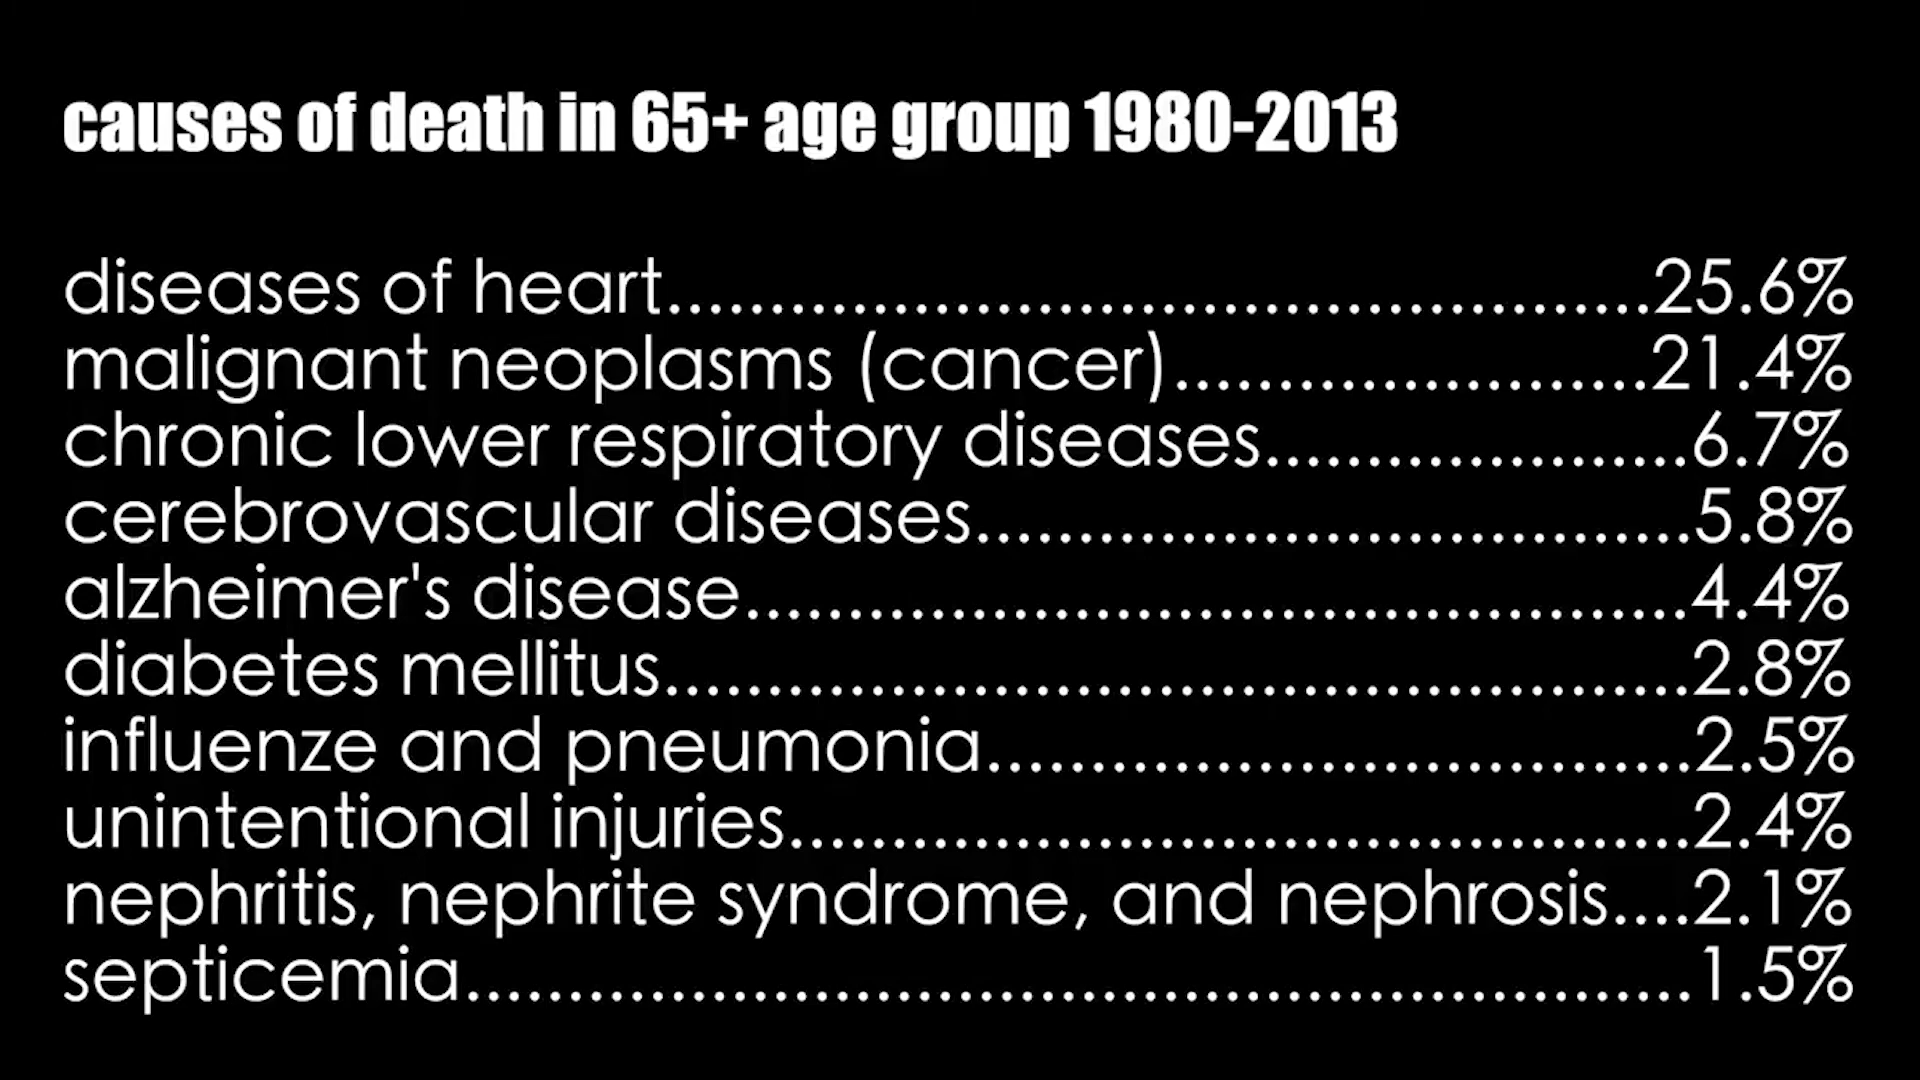 causes of death in 65+ age group 1980-2013
diseases of heart................................................25.6%
malignant neoplasms (cancer).......................21.4%
chronic lower respiratory diseases.....................6.7%
cerebrovascular diseases...................................5.8%
alzheimer's disease..............................................4.4%
diabetes mellitus..................................................2.8%
influenze and pneumonia..................................2.5%
unintentional injuries............................................2.4%
nephritis, nephrite syndrome, and nephrosis....2.1%
septicemia............................................................1.5%